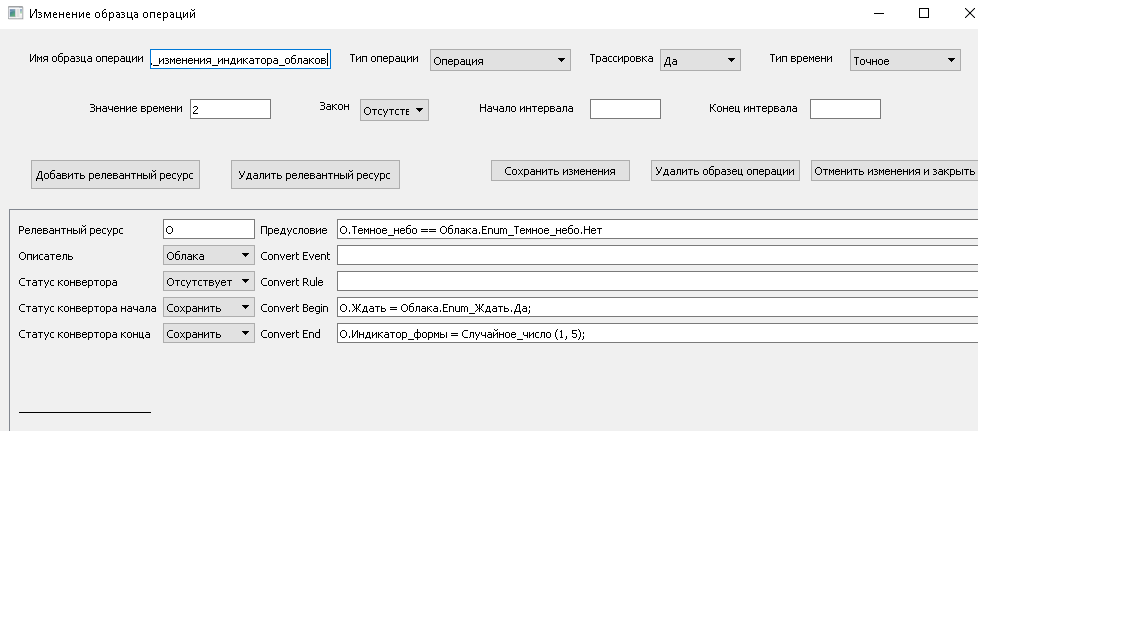 Изменение образца операций
Имя образца операции ._изменения_индикатора_облаков Тип операции Операция Трассировка Да Тип времени Точное
Значение времени 2 Закон Отсутств Начало интервала Конец интервала
Добавить релевантный ресурс Удалить релевантный ресурс Сохранить изменения Удалить образец операции Отменить изменения и закрыть
Релевантный ресурс О Предусловие О.Темное_небо == Облака.Enum_Темное_небо.Нет
Описатель Облака Convert Event
Статус конвертора Отсутствует Convert Rule
Статус конвертора начала Сохранить Convert Begin О.Ждать = Облака.Enum_Ждать.Да;
Статус конвертора конца Сохранить Convert End О.Индикатор_формы = Случайное_число (1, 5);